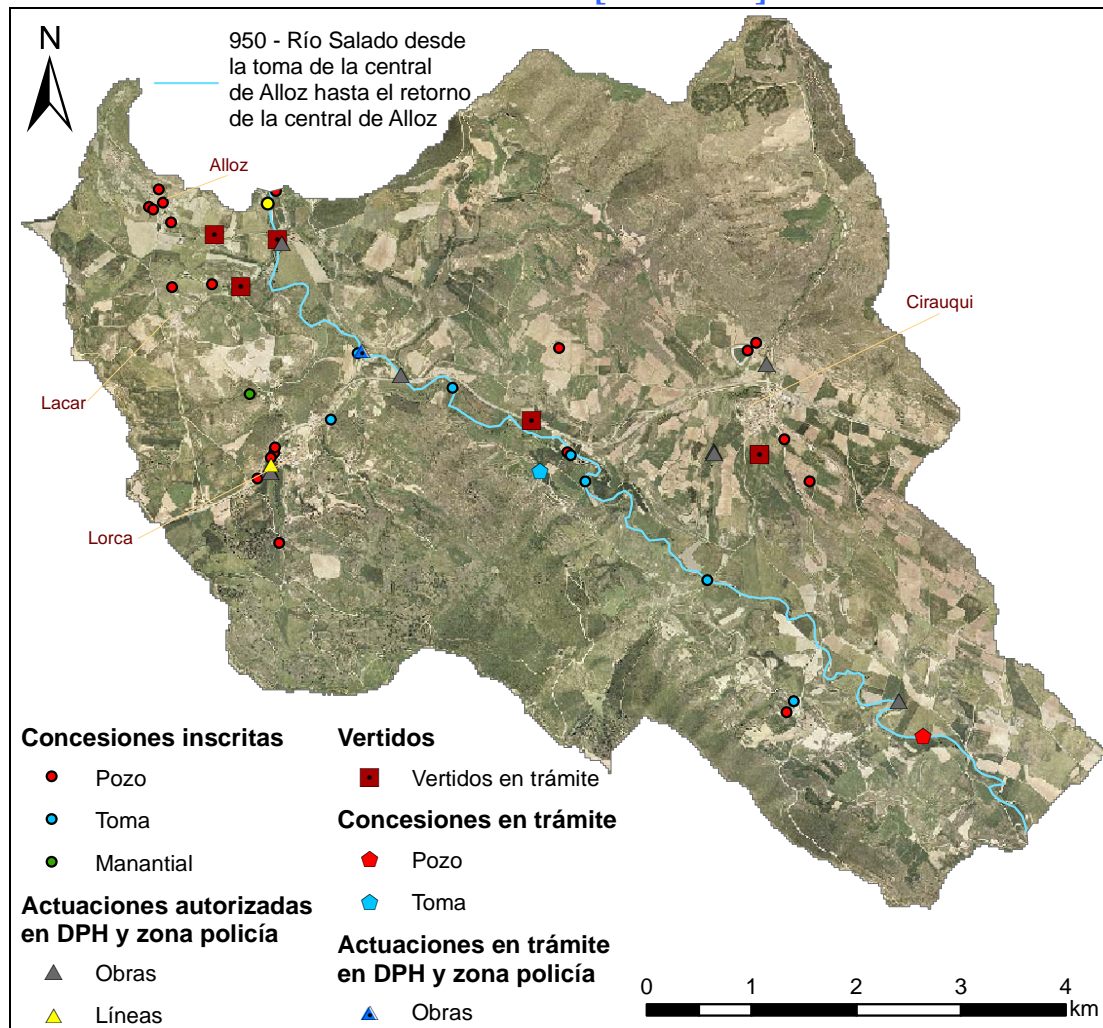 N
950 - Río Salado desde
la toma de la central
de Alloz hasta el retorno
de la central de Alloz
Alloz
Cirauqui
Lacar
Lorca
Concesiones inscritas
Pozo
Toma
Manantial
Actuaciones autorizadas
en DPH y zona policía
Obras
Líneas
Vertidos
Vertidos en trámite
Concesiones en trámite
Pozo
Toma
Actuaciones en trámite
en DPH y zona policía
Obras
0 1 2 3 4
km